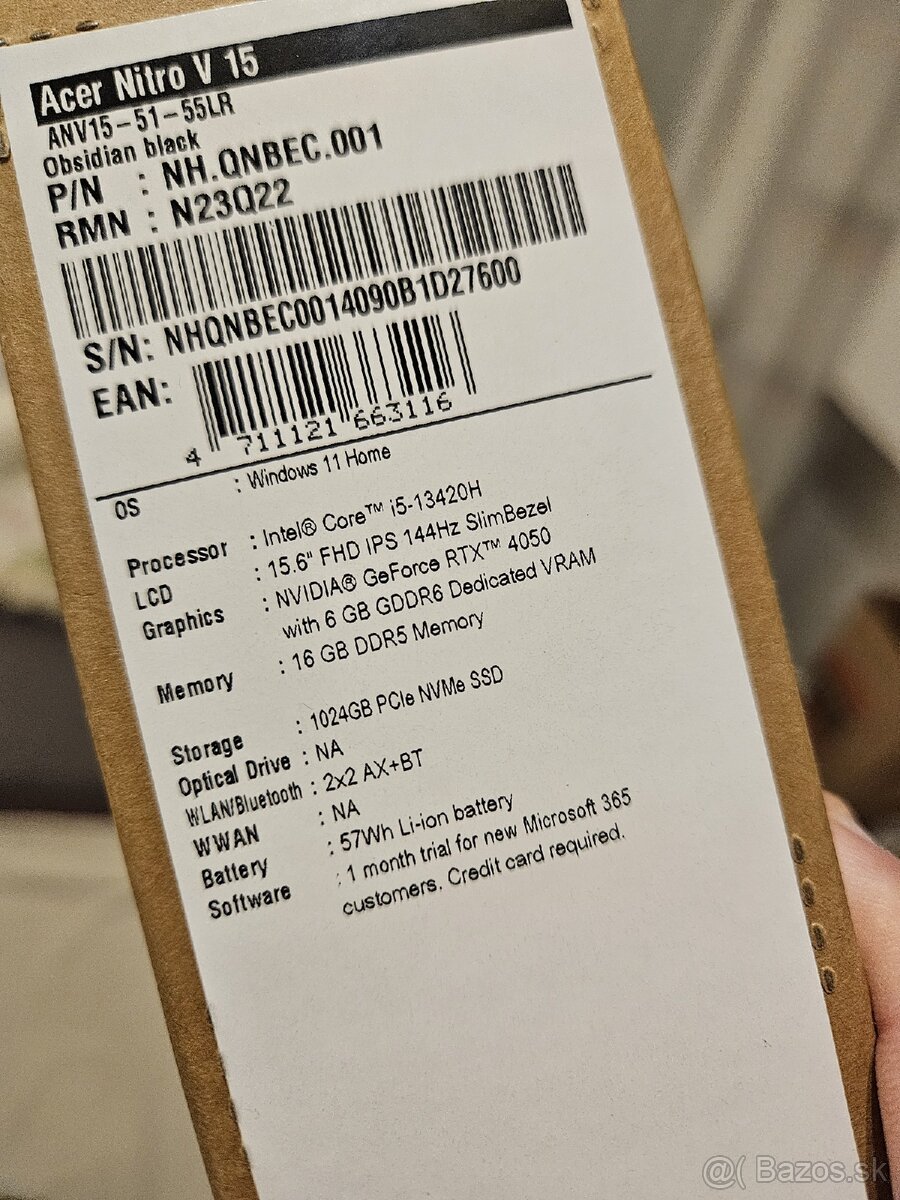 Acer Nitro V 15
ANV15-51-55LR
Obsidian black
P/N : NH.QNBEC.001
RMN : N23Q22
S/N: NHQNBEC0014090B1D27600
EAN:
4 711121 663116
OS : Windows 11 Home
Processor : Intel® Core™ i5-13420H
LCD : 15.6" FHD IPS 144Hz SlimBezel
Graphics : NVIDIA® GeForce RTX™ 4050
with 6 GB GDDR6 Dedicated VRAM
Memory : 16 GB DDR5 Memory
Storage : 1024GB PCIe NVMe SSD
Optical Drive : NA
WLAN/Bluetooth : 2x2 AX+BT
WWAN : NA
Battery : 57Wh Li-ion battery
Software : 1 month trial for new Microsoft 365
customers. Credit card required.
@( Bazos.sk